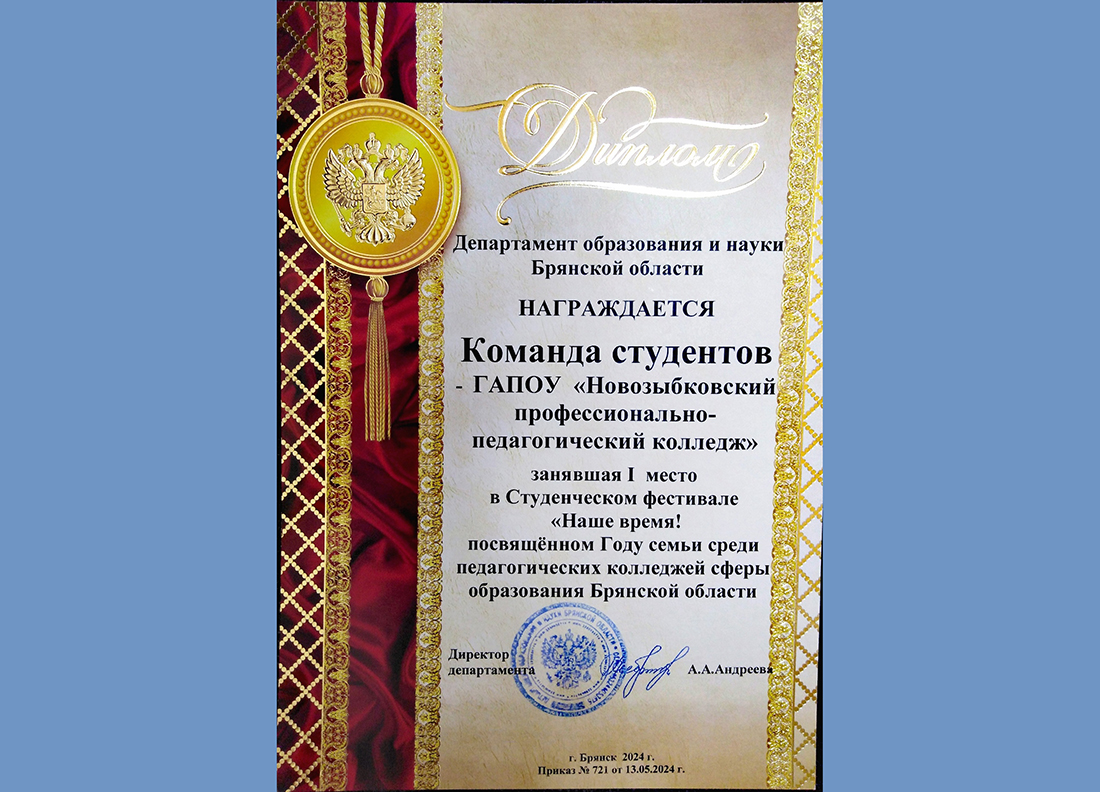 Диплом
Департамент образования и науки
Брянской области
НАГРАЖДАЕТСЯ
Команда студентов
- ГАПОУ «Новозыбковский
профессионально-
педагогический колледж»
занявшая I место
в Студенческом фестивале
«Наше время!
посвящённом Году семьи среди
педагогических колледжей сферы
образования Брянской области
Директор
департамента
А.А.Андреева
г. Брянск 2024 г.
Приказ № 721 от 13.05.2024 г.